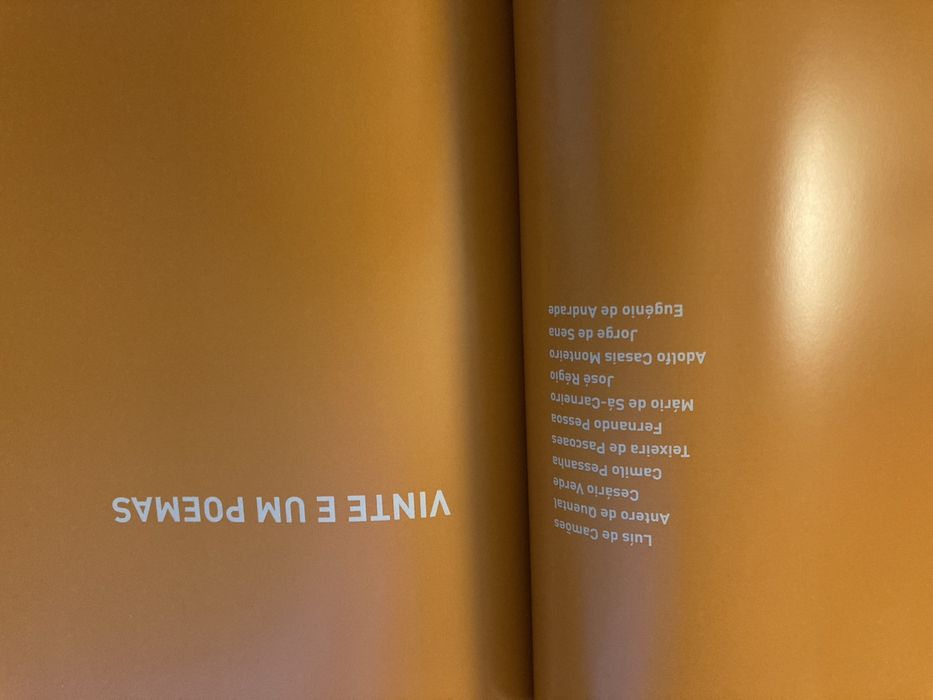 Luís de Camões
Antero de Quental
Cesário Verde
Camilo Pessanha
Teixeira de Pascoaes
Fernando Pessoa
Mário de Sá-Carneiro
José Régio
Adolfo Casais Monteiro
Jorge de Sena
Eugénio de Andrade
VINTE E UM POEMAS